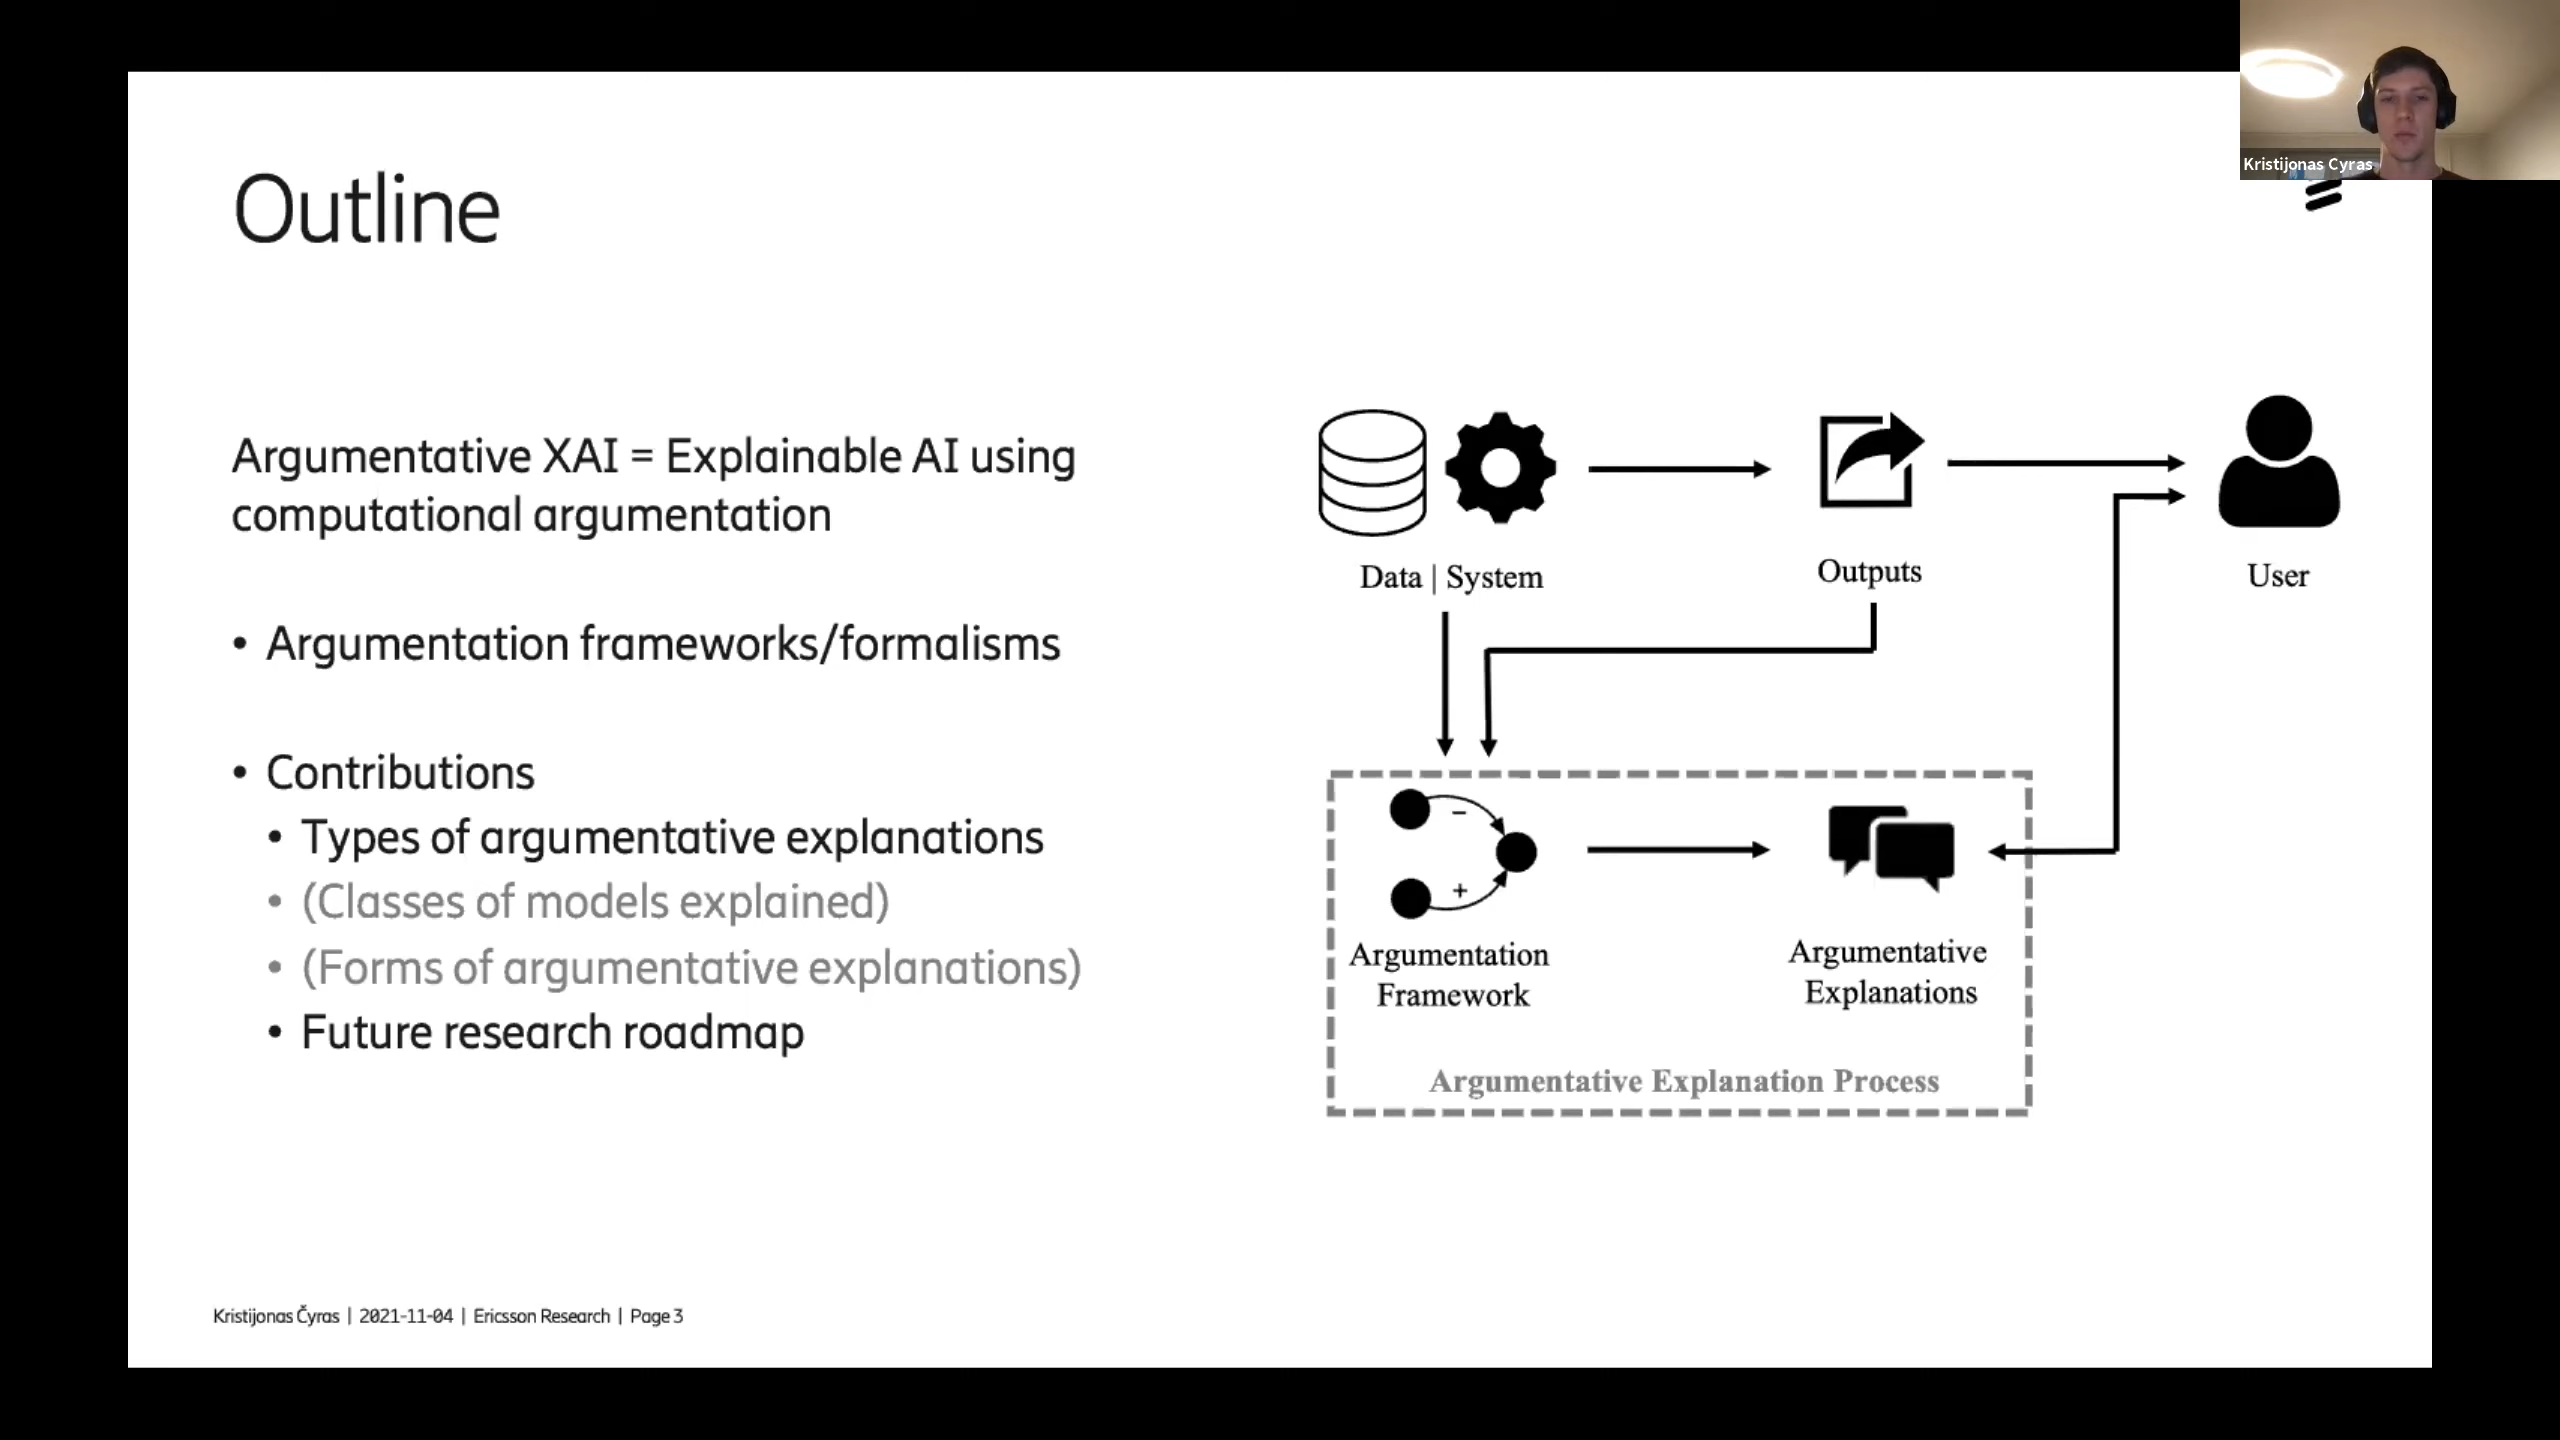 Kristijonas Cyras
Outline
Argumentative XAI = Explainable AI using
computational argumentation
• Argumentation frameworks/formalisms
• Contributions
• Types of argumentative explanations
• (Classes of models explained)
• (Forms of argumentative explanations)
• Future research roadmap
Data | System
Outputs
User
−
+
Argumentation
Framework
Argumentative
Explanations
Argumentative Explanation Process
Kristijonas Čyras | 2021-11-04 | Ericsson Research | Page 3